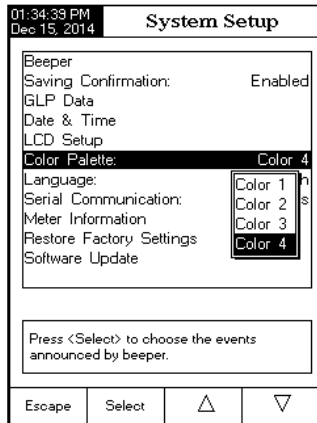 01:34:39 PM
Dec 15, 2014
System Setup
Beeper
Saving Confirmation: Enabled
GLP Data
Date & Time
LCD Setup
Color Palette: Color 4
Language: h
Serial Communication: s
Meter Information
Restore Factory Settings
Software Update
Color 1
Color 2
Color 3
Color 4
Press <Select> to choose the events
announced by beeper.
Escape Select